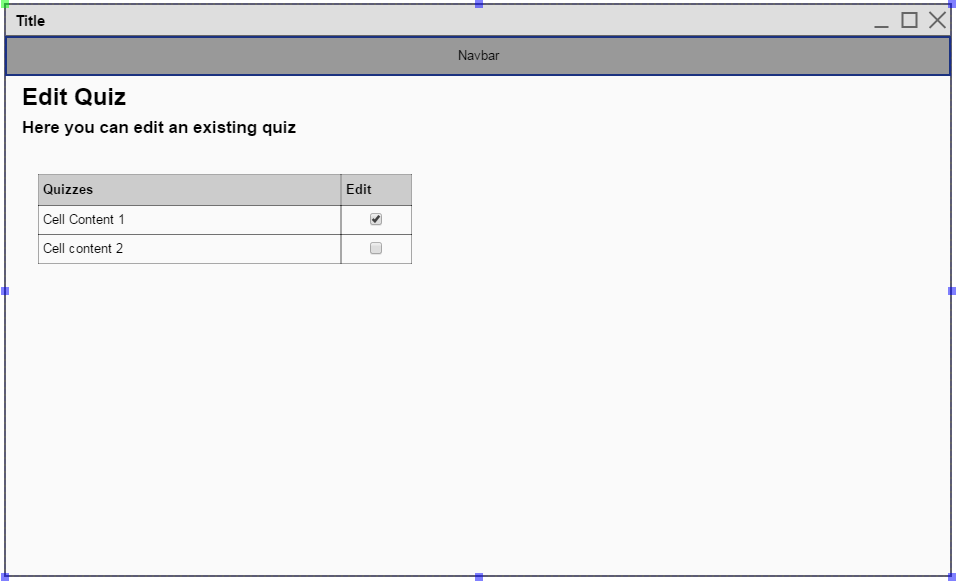 Title
Navbar
Edit Quiz
Here you can edit an existing quiz
Quizzes Edit
Cell Content 1
Cell content 2